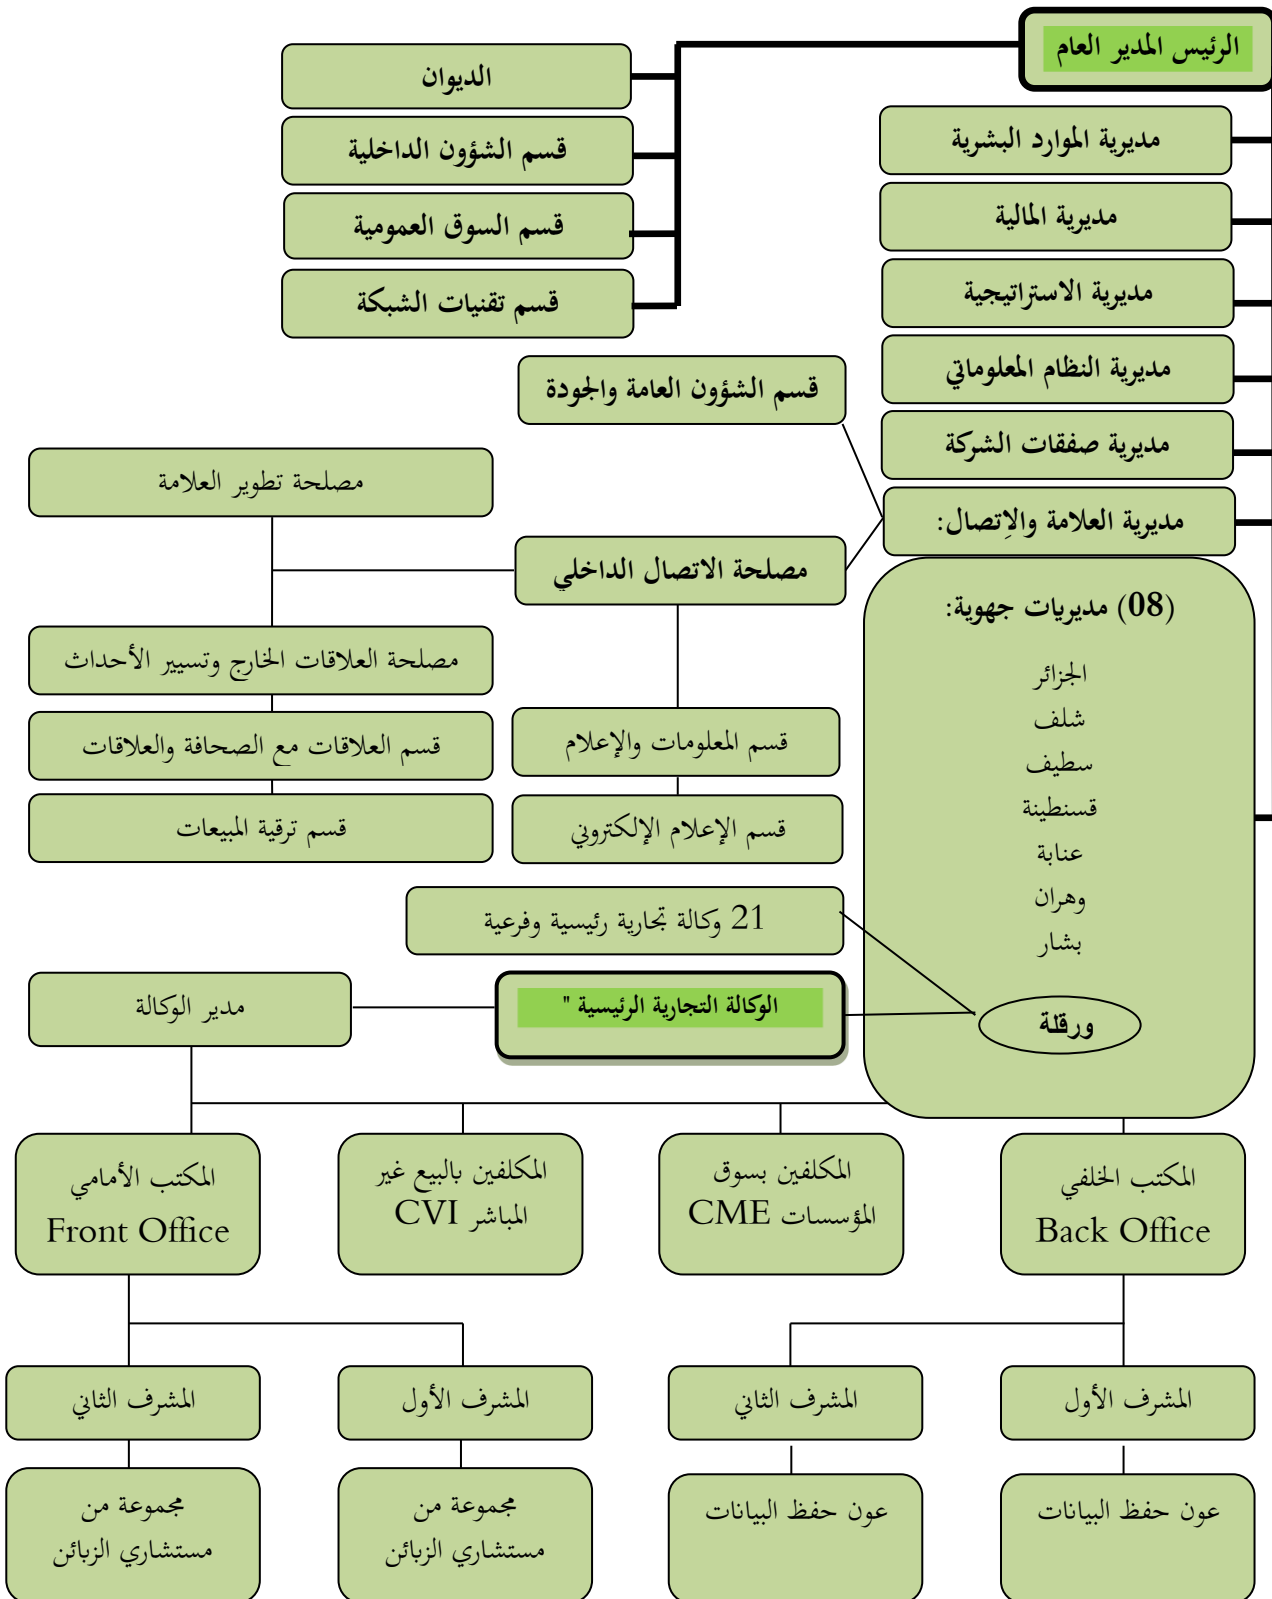 الرئيس المدير العام
الديوان
قسم الشؤون الداخلية
قسم السوق العمومية
قسم تقنيات الشبكة
مديرية الموارد البشرية
مديرية المالية
مديرية الاستراتيجية
مديرية النظام المعلوماتي
مديرية صفقات الشركة
مديرية العلامة والاِتصال:
قسم الشؤون العامة والجودة
مصلحة الاتصال الداخلي
مصلحة تطوير العلامة
مصلحة العلاقات الخارج وتسيير الأحداث
قسم العلاقات مع الصحافة والعلاقات
قسم ترقية المبيعات
قسم المعلومات والإعلام
قسم الإعلام الإلكتروني
(08) مديريات جهوية:
الجزائر
شلف
سطيف
قسنطينة
عنابة
وهران
بشار
ورقلة
21 وكالة تجارية رئيسية وفرعية
الوكالة التجارية الرئيسية "
مدير الوكالة
المكتب الخلفي
Back Office
المكلفين بسوق
المؤسسات CME
المكلفين بالبيع غير
المباشر CVI
المكتب الأمامي
Front Office
المشرف الأول
المشرف الثاني
المشرف الأول
المشرف الثاني
عون حفظ البيانات
عون حفظ البيانات
مجموعة من
مستشاري الزبائن
مجموعة من
مستشاري الزبائن